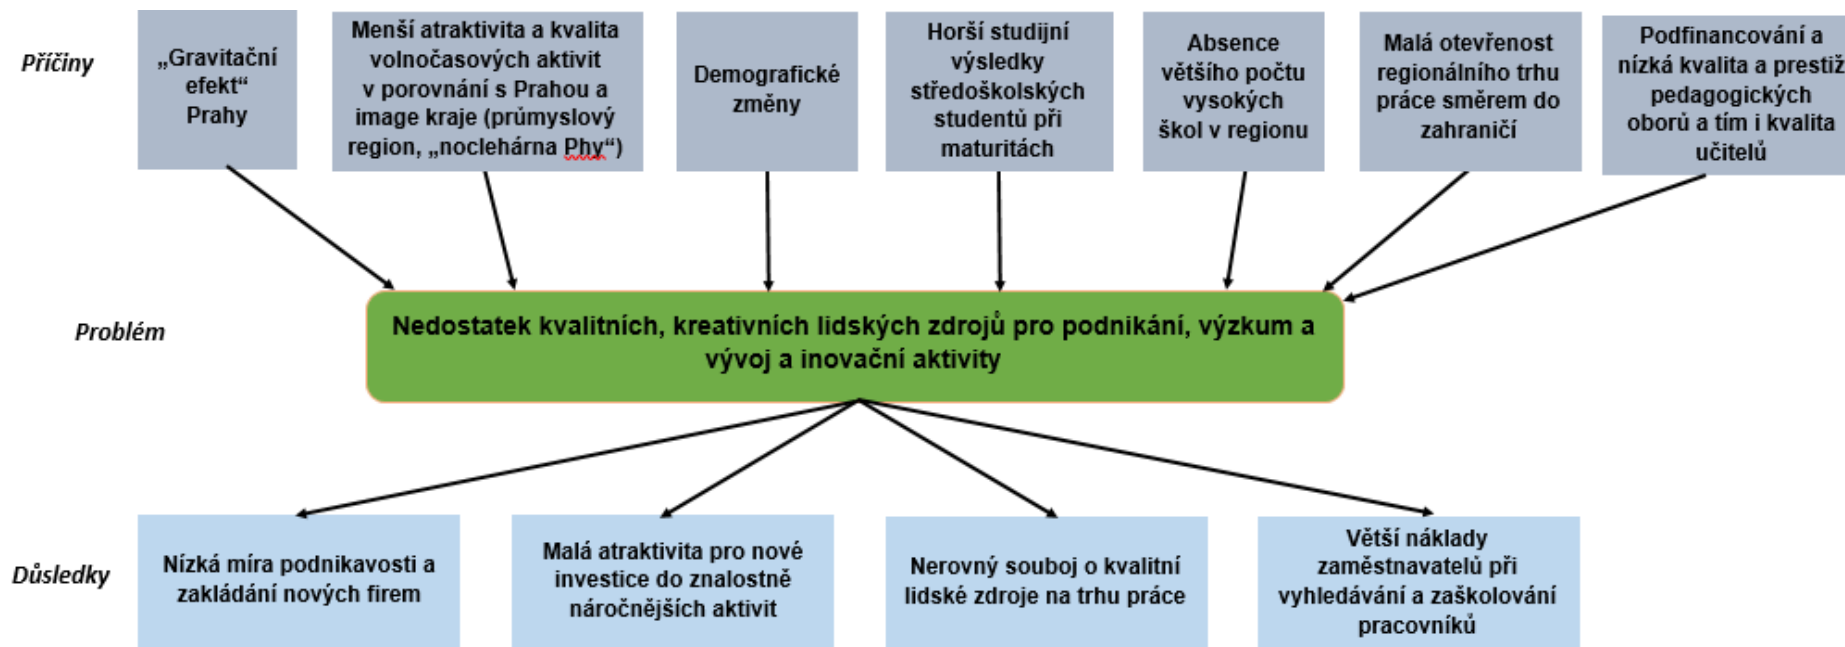 Příčiny
„Gravitační
efekt“
Prahy
Menší atraktivita a kvalita
volnočasových aktivit
v porovnání s Prahou a
image kraje (průmyslový
region, „noclehárna Phy“)
Demografické
změny
Horší studijní
výsledky
středoškolských
studentů při
maturitách
Absence
většího počtu
vysokých
škol v regionu
Malá otevřenost
regionálního trhu
práce směrem do
zahraničí
Podfinancování a
nízká kvalita a prestiž
pedagogických
oborů a tím i kvalita
učitelů
Problém
Nedostatek kvalitních, kreativních lidských zdrojů pro podnikání, výzkum a
vývoj a inovační aktivity
Důsledky
Nízká míra podnikavosti a
zakládání nových firem
Malá atraktivita pro nové
investice do znalostně
náročnějších aktivit
Nerovný souboj o kvalitní
lidské zdroje na trhu práce
Větší náklady
zaměstnavatelů při
vyhledávání a zaškolování
pracovníků